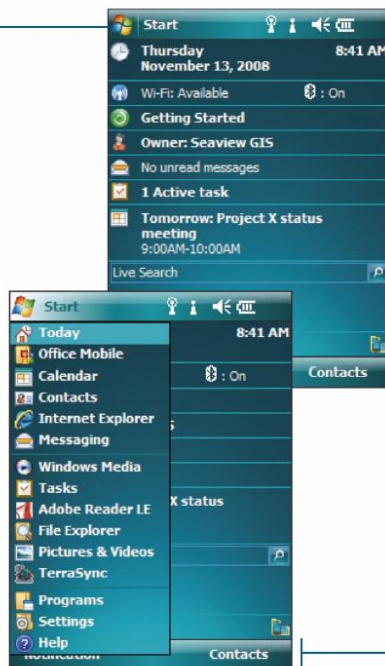 Start
Thursday
8:41 AM
November 13, 2008
Wi-Fi: Available
: On
Getting Started
Owner: Seaview GIS
No unread messages
1 Active task
Tomorrow: Project X status
meeting
9:00AM-10:00AM
Live Search
Contacts
Start
8:41 AM
: On
X status
Today
Office Mobile
Calendar
Contacts
Internet Explorer
Messaging
Windows Media
Tasks
Adobe Reader LE
File Explorer
Pictures & Videos
TerraSync
Programs
Settings
Help
Notification
Contacts